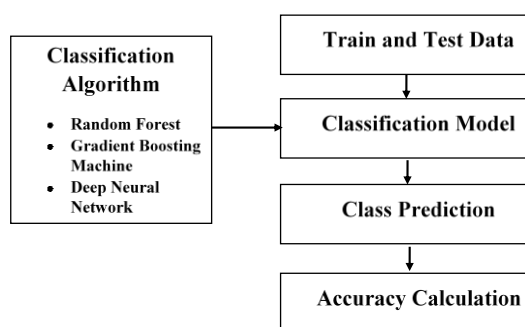 Classification
Algorithm
• Random Forest
• Gradient Boosting
Machine
• Deep Neural
Network
Train and Test Data
Classification Model
Class Prediction
Accuracy Calculation